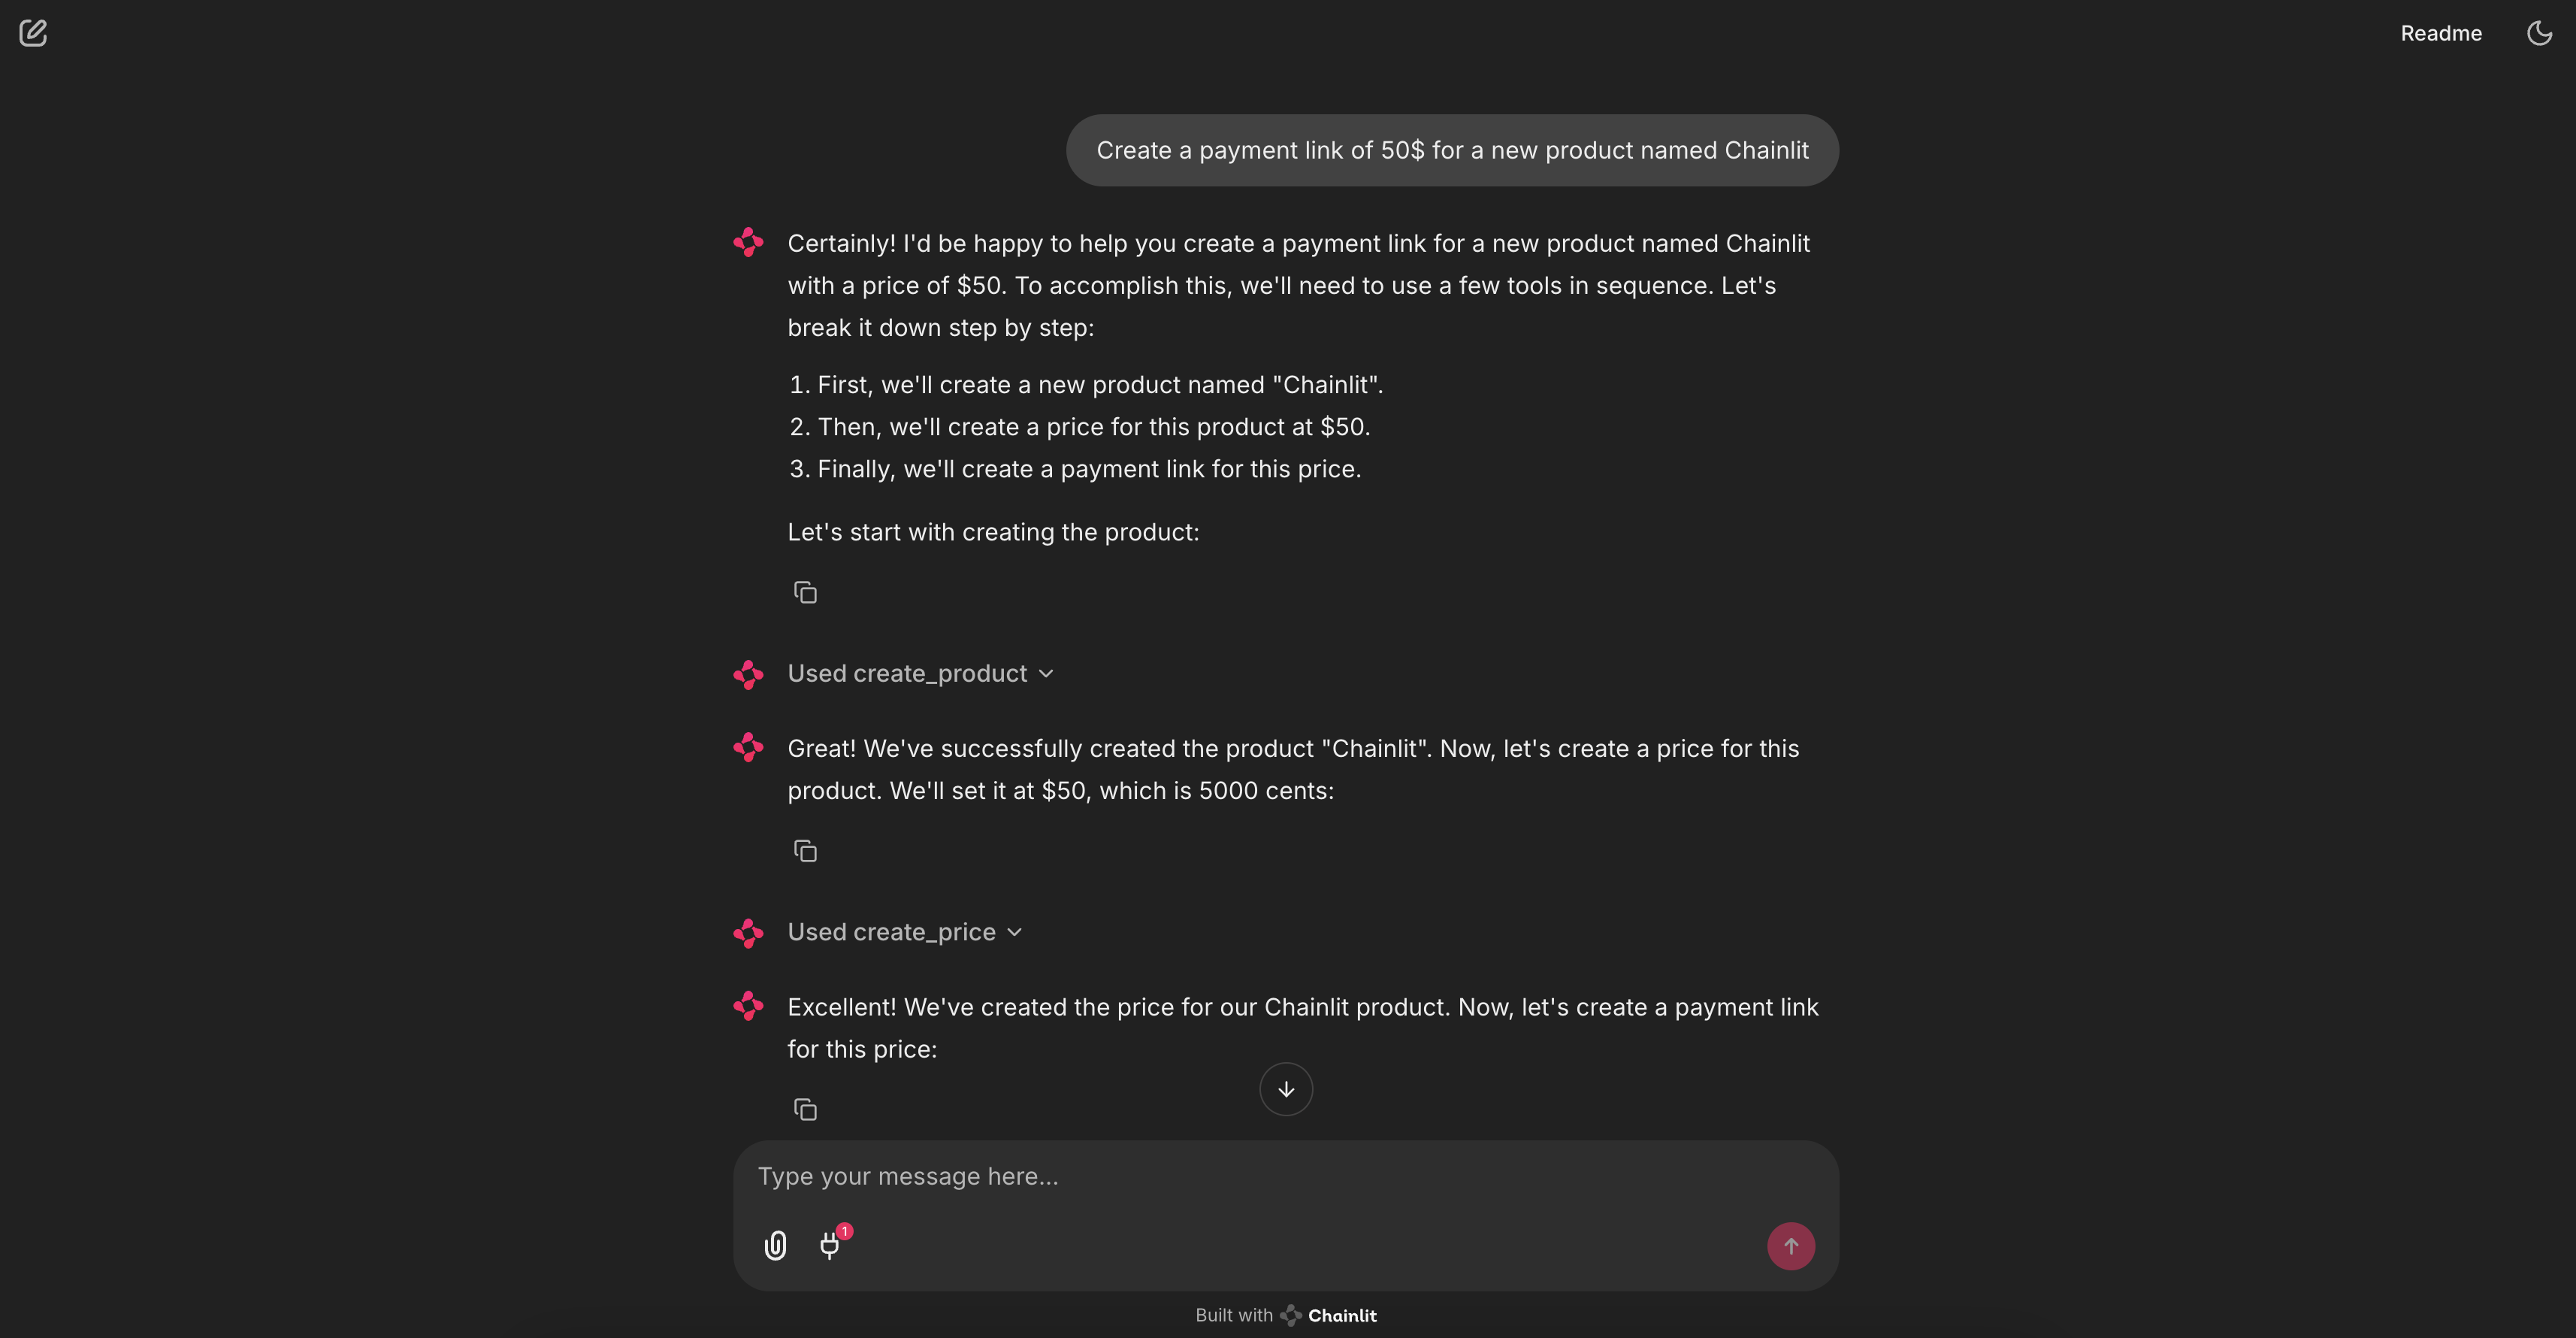 Readme
Create a payment link of 50$ for a new product named Chainlit
Certainly! I'd be happy to help you create a payment link for a new product named Chainlit
with a price of $50. To accomplish this, we'll need to use a few tools in sequence. Let's
break it down step by step:
1. First, we'll create a new product named "Chainlit".
2. Then, we'll create a price for this product at $50.
3. Finally, we'll create a payment link for this price.
Let's start with creating the product:
Used create_product
Great! We've successfully created the product "Chainlit". Now, let's create a price for this
product. We'll set it at $50, which is 5000 cents:
Used create_price
Excellent! We've created the price for our Chainlit product. Now, let's create a payment link
for this price:
Type your message here...
1
Built with Chainlit